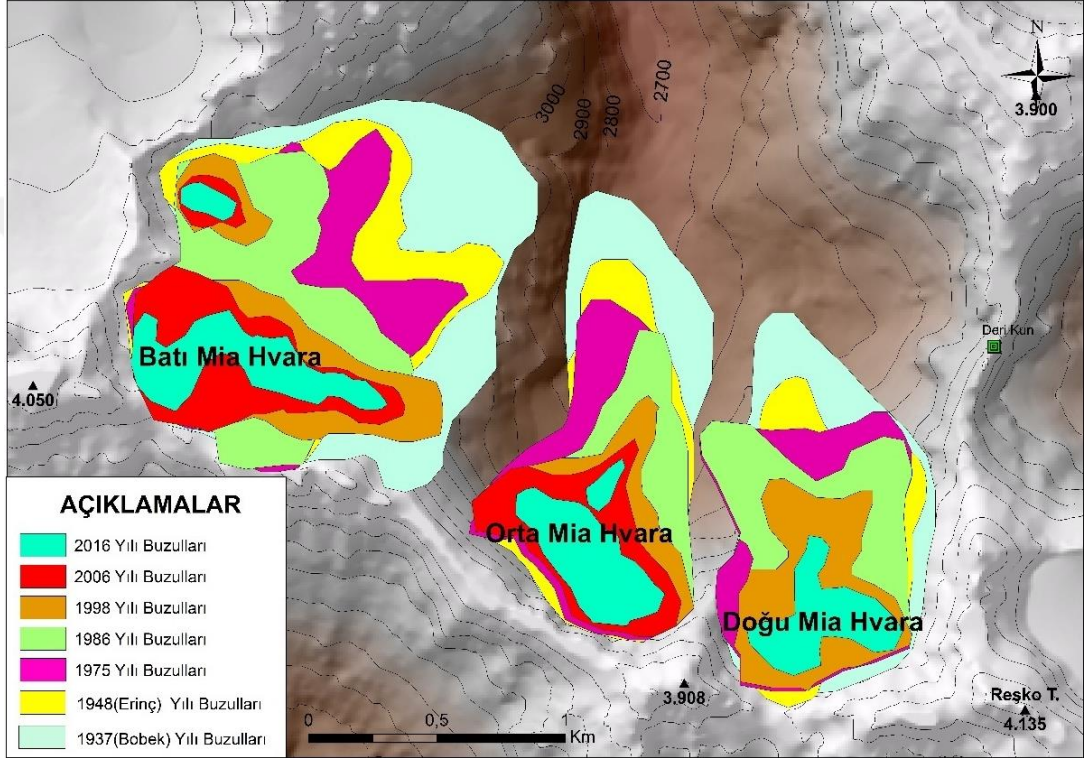 N
3.900
3000
2900
2800
2700
Deri Kun
Batı Mia Hvara
4.050
Orta Mia Hvara
Doğu Mia Hvara
3.908
Reşko T.
4.135
AÇIKLAMALAR
2016 Yılı Buzulları
2006 Yılı Buzulları
1998 Yılı Buzulları
1986 Yılı Buzulları
1975 Yılı Buzulları
1948(Erinç) Yılı Buzulları
1937(Bobek) Yılı Buzulları
0 0,5 1
Km